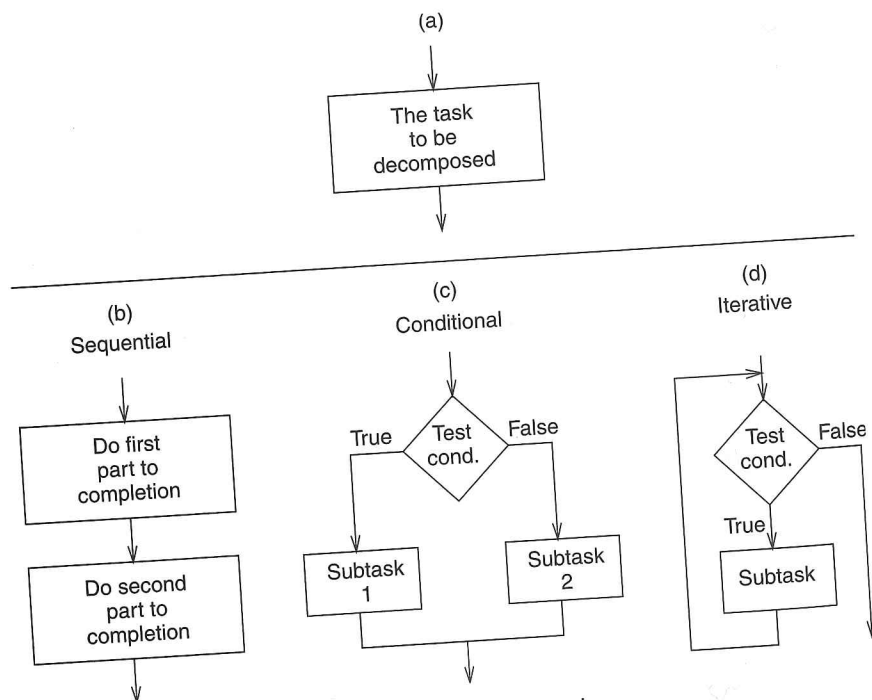 (a)
The task
to be
decomposed
(b)
Sequential
Do first
part to
completion
Do second
part to
completion
(c)
Conditional
Test
cond.
True
False
Subtask
1
Subtask
2
(d)
Iterative
Test
cond.
False
True
Subtask